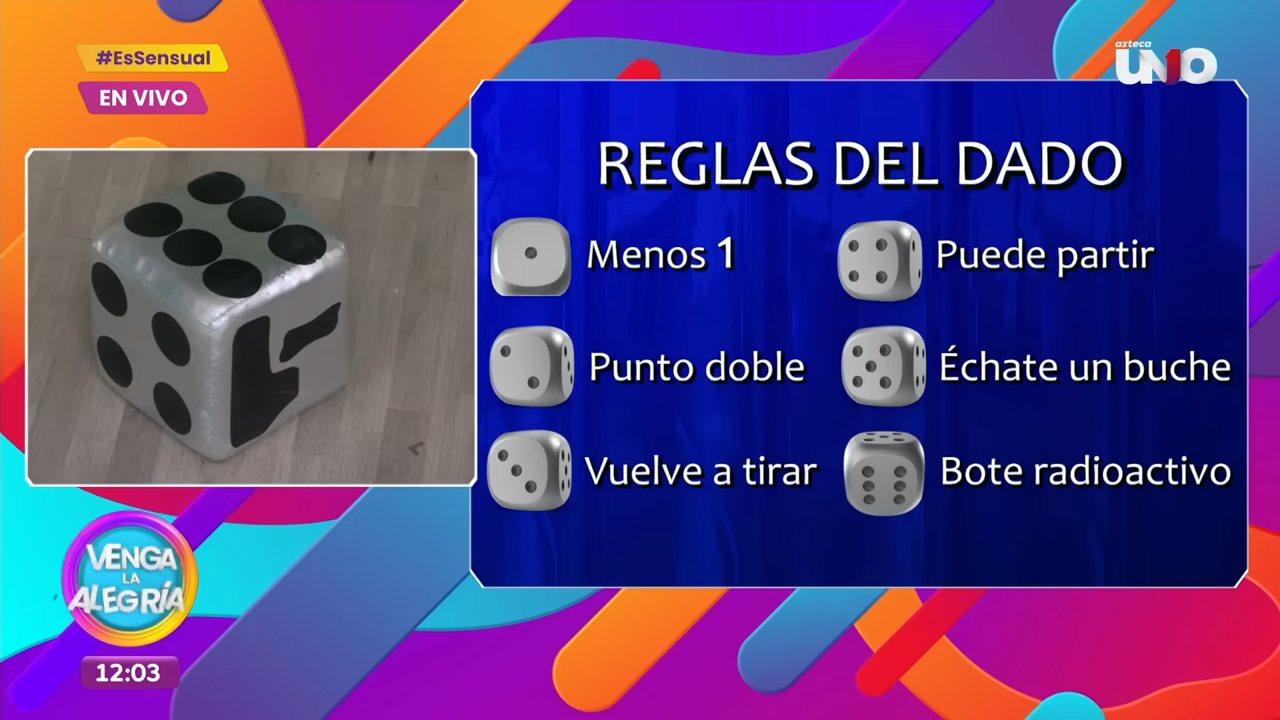 #EsSensual
EN VIVO
azteca
UNO
REGLAS DEL DADO
Menos 1
Puede partir
Punto doble
Échate un buche
Vuelve a tirar
Bote radioactivo
VENGA
LA
ALEGRÍA
12:03